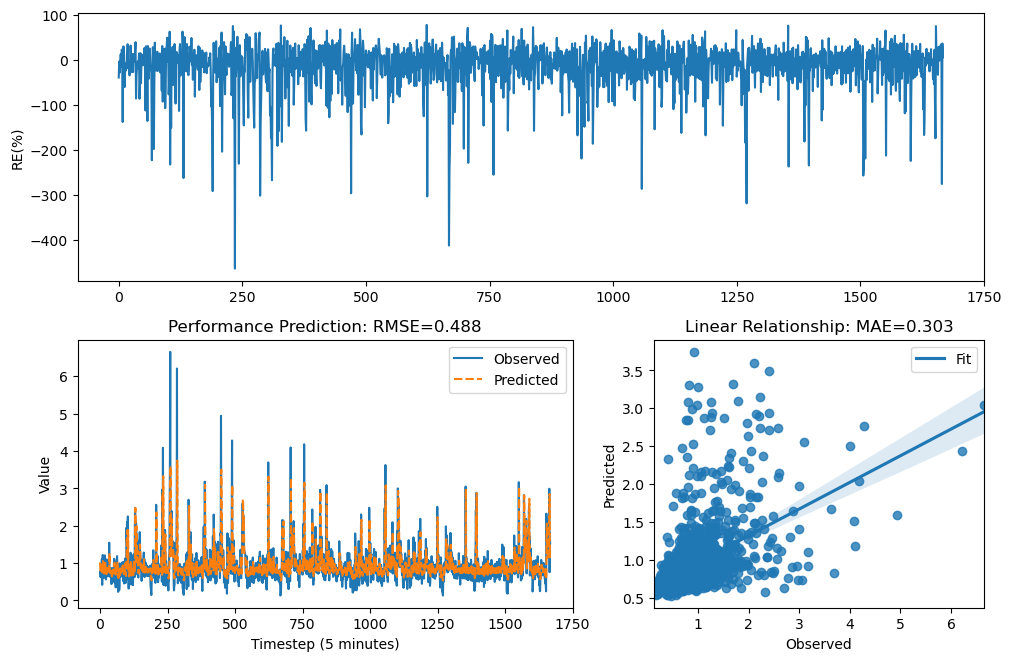 100
0
−100
−200
−300
−400
RE(%)
0 250 500 750 1000 1250 1500 1750
Performance Prediction: RMSE=0.488
Observed
Predicted
6
5
4
3
2
1
0
Value
0 250 500 750 1000 1250 1500 1750
Timestep (5 minutes)
Linear Relationship: MAE=0.303
Fit
3.5
3.0
2.5
2.0
1.5
1.0
0.5
Predicted
1 2 3 4 5 6
Observed